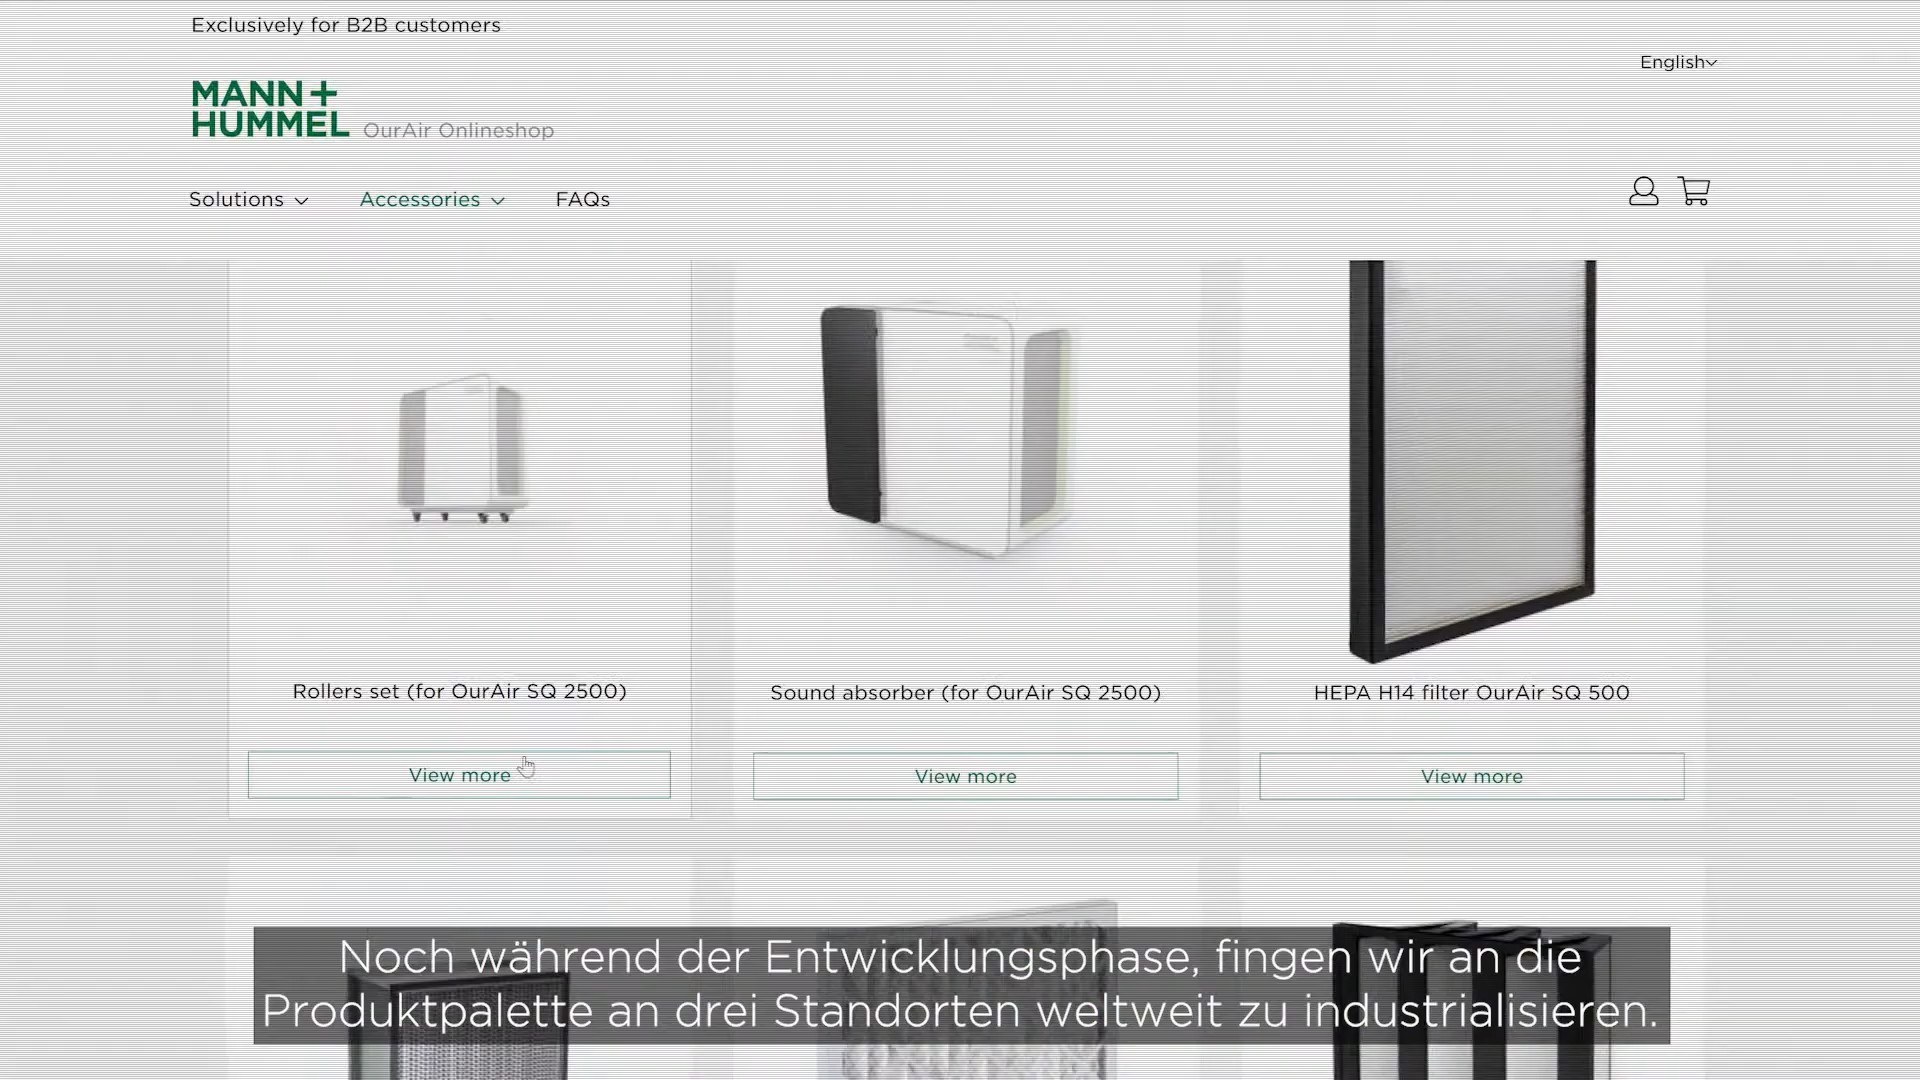 Exclusively for B2B customers
English
MANN+
HUMMEL OurAir Onlineshop
Solutions Accessories FAQs
Rollers set (for OurAir SQ 2500)
Sound absorber (for OurAir SQ 2500)
HEPA H14 filter OurAir SQ 500
View more
View more
View more
Noch während der Entwicklungsphase, fingen wir an die
Produktpalette an drei Standorten weltweit zu industrialisieren.